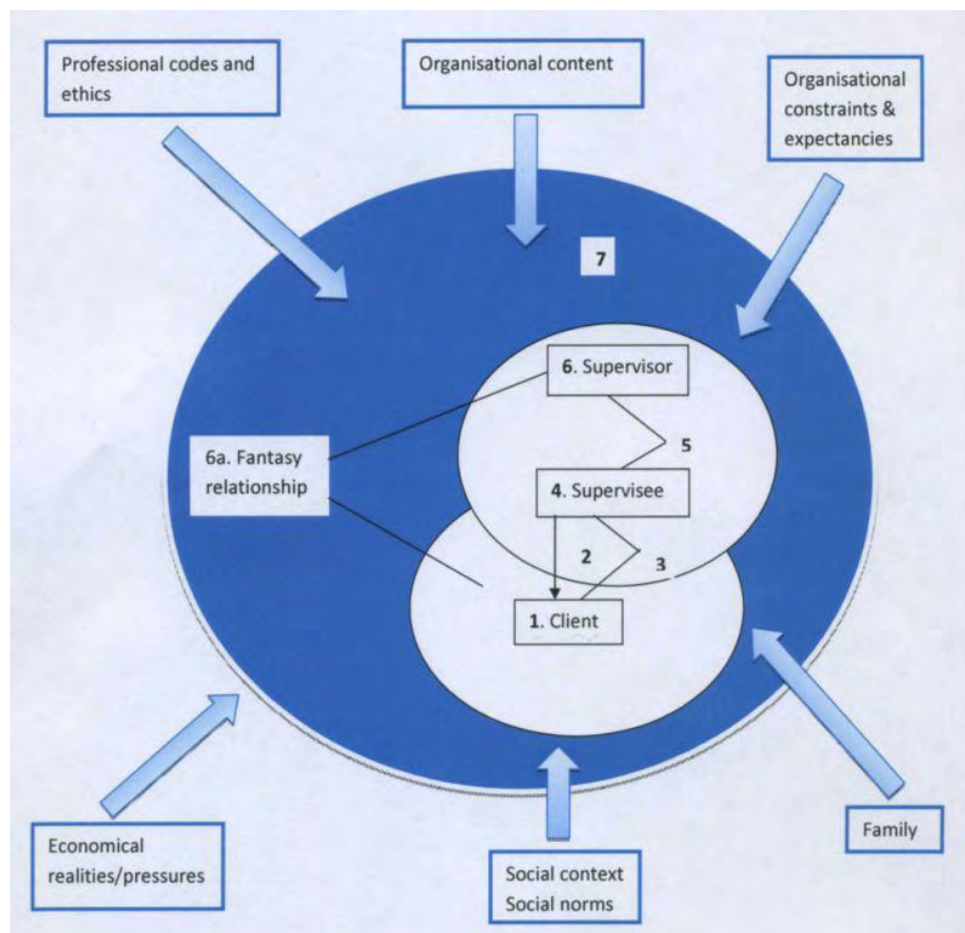 Professional codes and
ethics
Organisational content
Organisational
constraints &
expectancies
7
6. Supervisor
5
6a. Fantasy
relationship
4. Supervisee
2
3
1. Client
Economical
realities/pressures
Social context
Social norms
Family